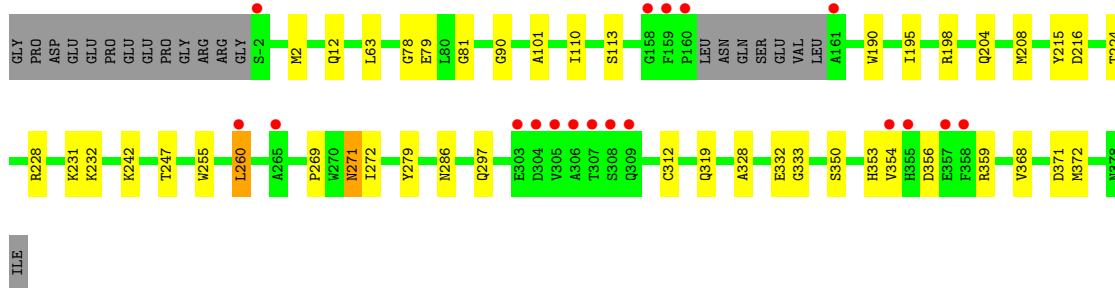 GLY PRO ASP GLU GLU PRO GLU GLU PRO GLY ARG ARG GLY S-2 M2 Q12 L63 G78 E79 L80 G81 G90 A101 I110 S113 G158 F159 P160 LEU ASN GLN SER GLU VAL LEU A161 W190 I195 R198 Q204 M208 Y215 D216 T224
R228 K231 K232 K242 T247 W255 L260 A265 P269 W270 N271 I272 Y279 N286 Q297 E303 D304 V305 A306 T307 S308 Q309 C312 Q319 A328 E332 G333 S350 H353 V354 H355 D356 E357 F358 R359 V368 D371 M372 N378
ILE